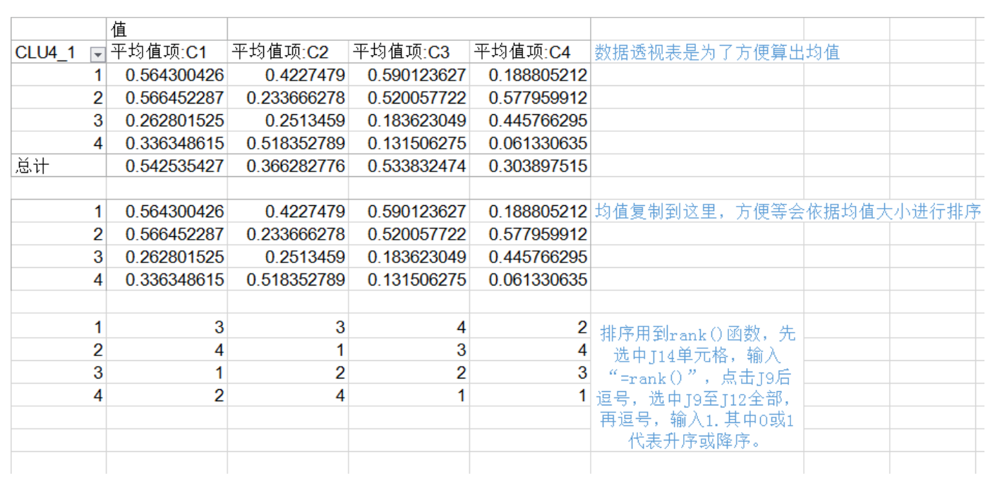 值
CLU4_1 平均值项:C1 平均值项:C2 平均值项:C3 平均值项:C4 数据透视表是为了方便算出均值
1 0.564300426 0.4227479 0.590123627 0.188805212
2 0.566452287 0.233666278 0.520057722 0.577959912
3 0.262801525 0.2513459 0.183623049 0.445766295
4 0.336348615 0.518352789 0.131506275 0.061330635
总计 0.542535427 0.366282776 0.533832474 0.303897515
1 0.564300426 0.4227479 0.590123627 0.188805212 均值复制到这里，方便等会依据均值大小进行排序
2 0.566452287 0.233666278 0.520057722 0.577959912
3 0.262801525 0.2513459 0.183623049 0.445766295
4 0.336348615 0.518352789 0.131506275 0.061330635
1 3 3 4 2
2 4 1 3 4
3 1 2 2 3
4 2 4 1 1
排序用到rank()函数，先
选中J14单元格，输入
“=rank()”，点击J9后
逗号，选中J9至J12全部，
再逗号，输入1.其中0或1
代表升序或降序。